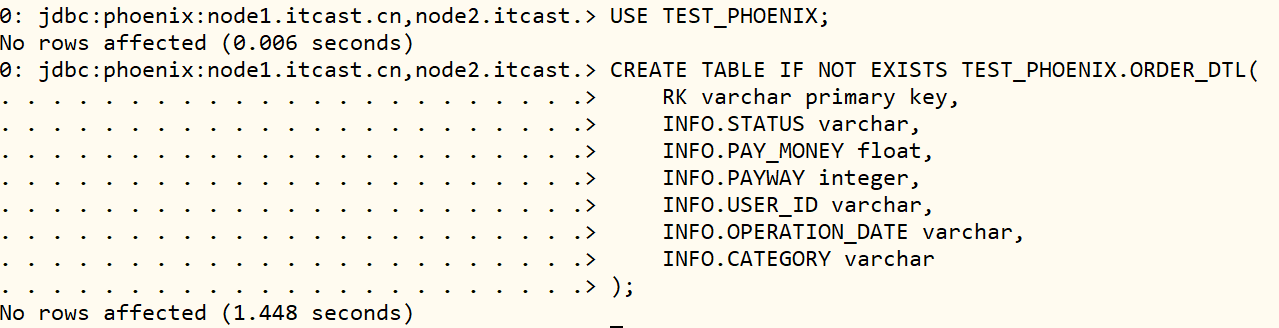 0: jdbc:phoenix:node1.itcast.cn,node2.itcast.> USE TEST_PHOENIX;
No rows affected (0.006 seconds)
0: jdbc:phoenix:node1.itcast.cn,node2.itcast.> CREATE TABLE IF NOT EXISTS TEST_PHOENIX.ORDER_DTL(
. . . . . . . . . . . . . . . . . . . . . . .>     RK varchar primary key,
. . . . . . . . . . . . . . . . . . . . . . .>     INFO.STATUS varchar,
. . . . . . . . . . . . . . . . . . . . . . .>     INFO.PAY_MONEY float,
. . . . . . . . . . . . . . . . . . . . . . .>     INFO.PAYWAY integer,
. . . . . . . . . . . . . . . . . . . . . . .>     INFO.USER_ID varchar,
. . . . . . . . . . . . . . . . . . . . . . .>     INFO.OPERATION_DATE varchar,
. . . . . . . . . . . . . . . . . . . . . . .>     INFO.CATEGORY varchar
. . . . . . . . . . . . . . . . . . . . . . .> );
No rows affected (1.448 seconds)